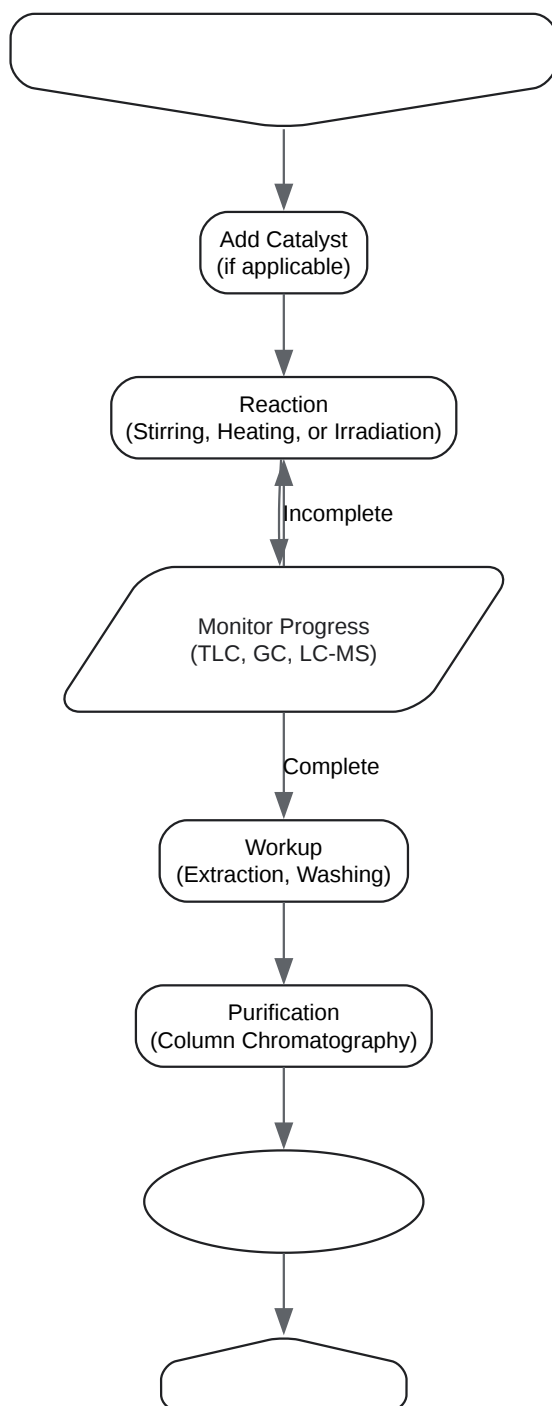 Add Catalyst
(if applicable)
Reaction
(Stirring, Heating, or Irradiation)
Incomplete
Monitor Progress
(TLC, GC, LC-MS)
Complete
Workup
(Extraction, Washing)
Purification
(Column Chromatography)